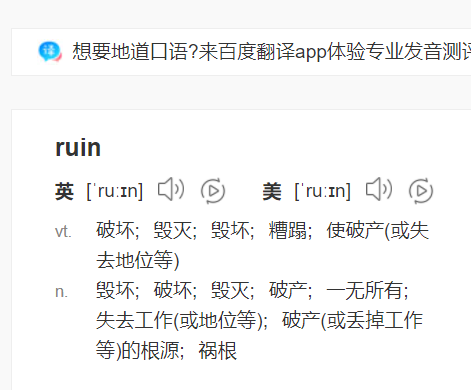 译 想要地道口语?来百度翻译app体验专业发音测评
ruin
英 [ˈruːɪn] 美 [ˈruːɪn]
vt. 破坏; 毁灭; 毁坏; 糟蹋; 使破产(或失
去地位等)
n. 毁坏; 破坏; 毁灭; 破产; 一无所有;
失去工作(或地位等); 破产(或丢掉工作
等)的根源; 祸根